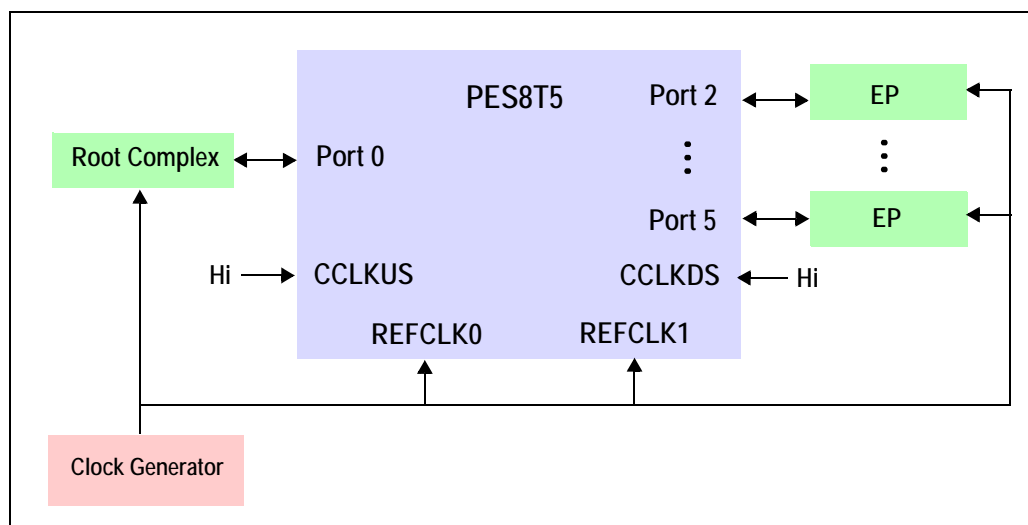 PES8T5
Port 2
EP
Root Complex
Port 0
Port 5
EP
Hi
CCLKUS
CCLKDS
Hi
REFCLK0
REFCLK1
Clock Generator